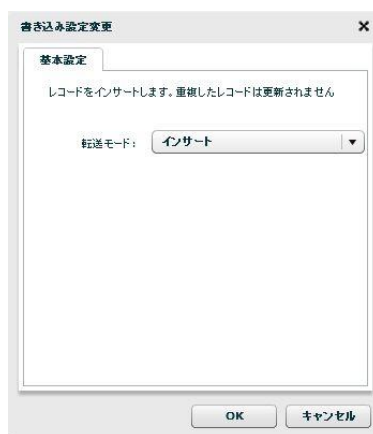 書き込み設定変更
基本設定
レコードをインサートします。重複したレコードは更新されません
転送モード： インサート
OK キャンセル